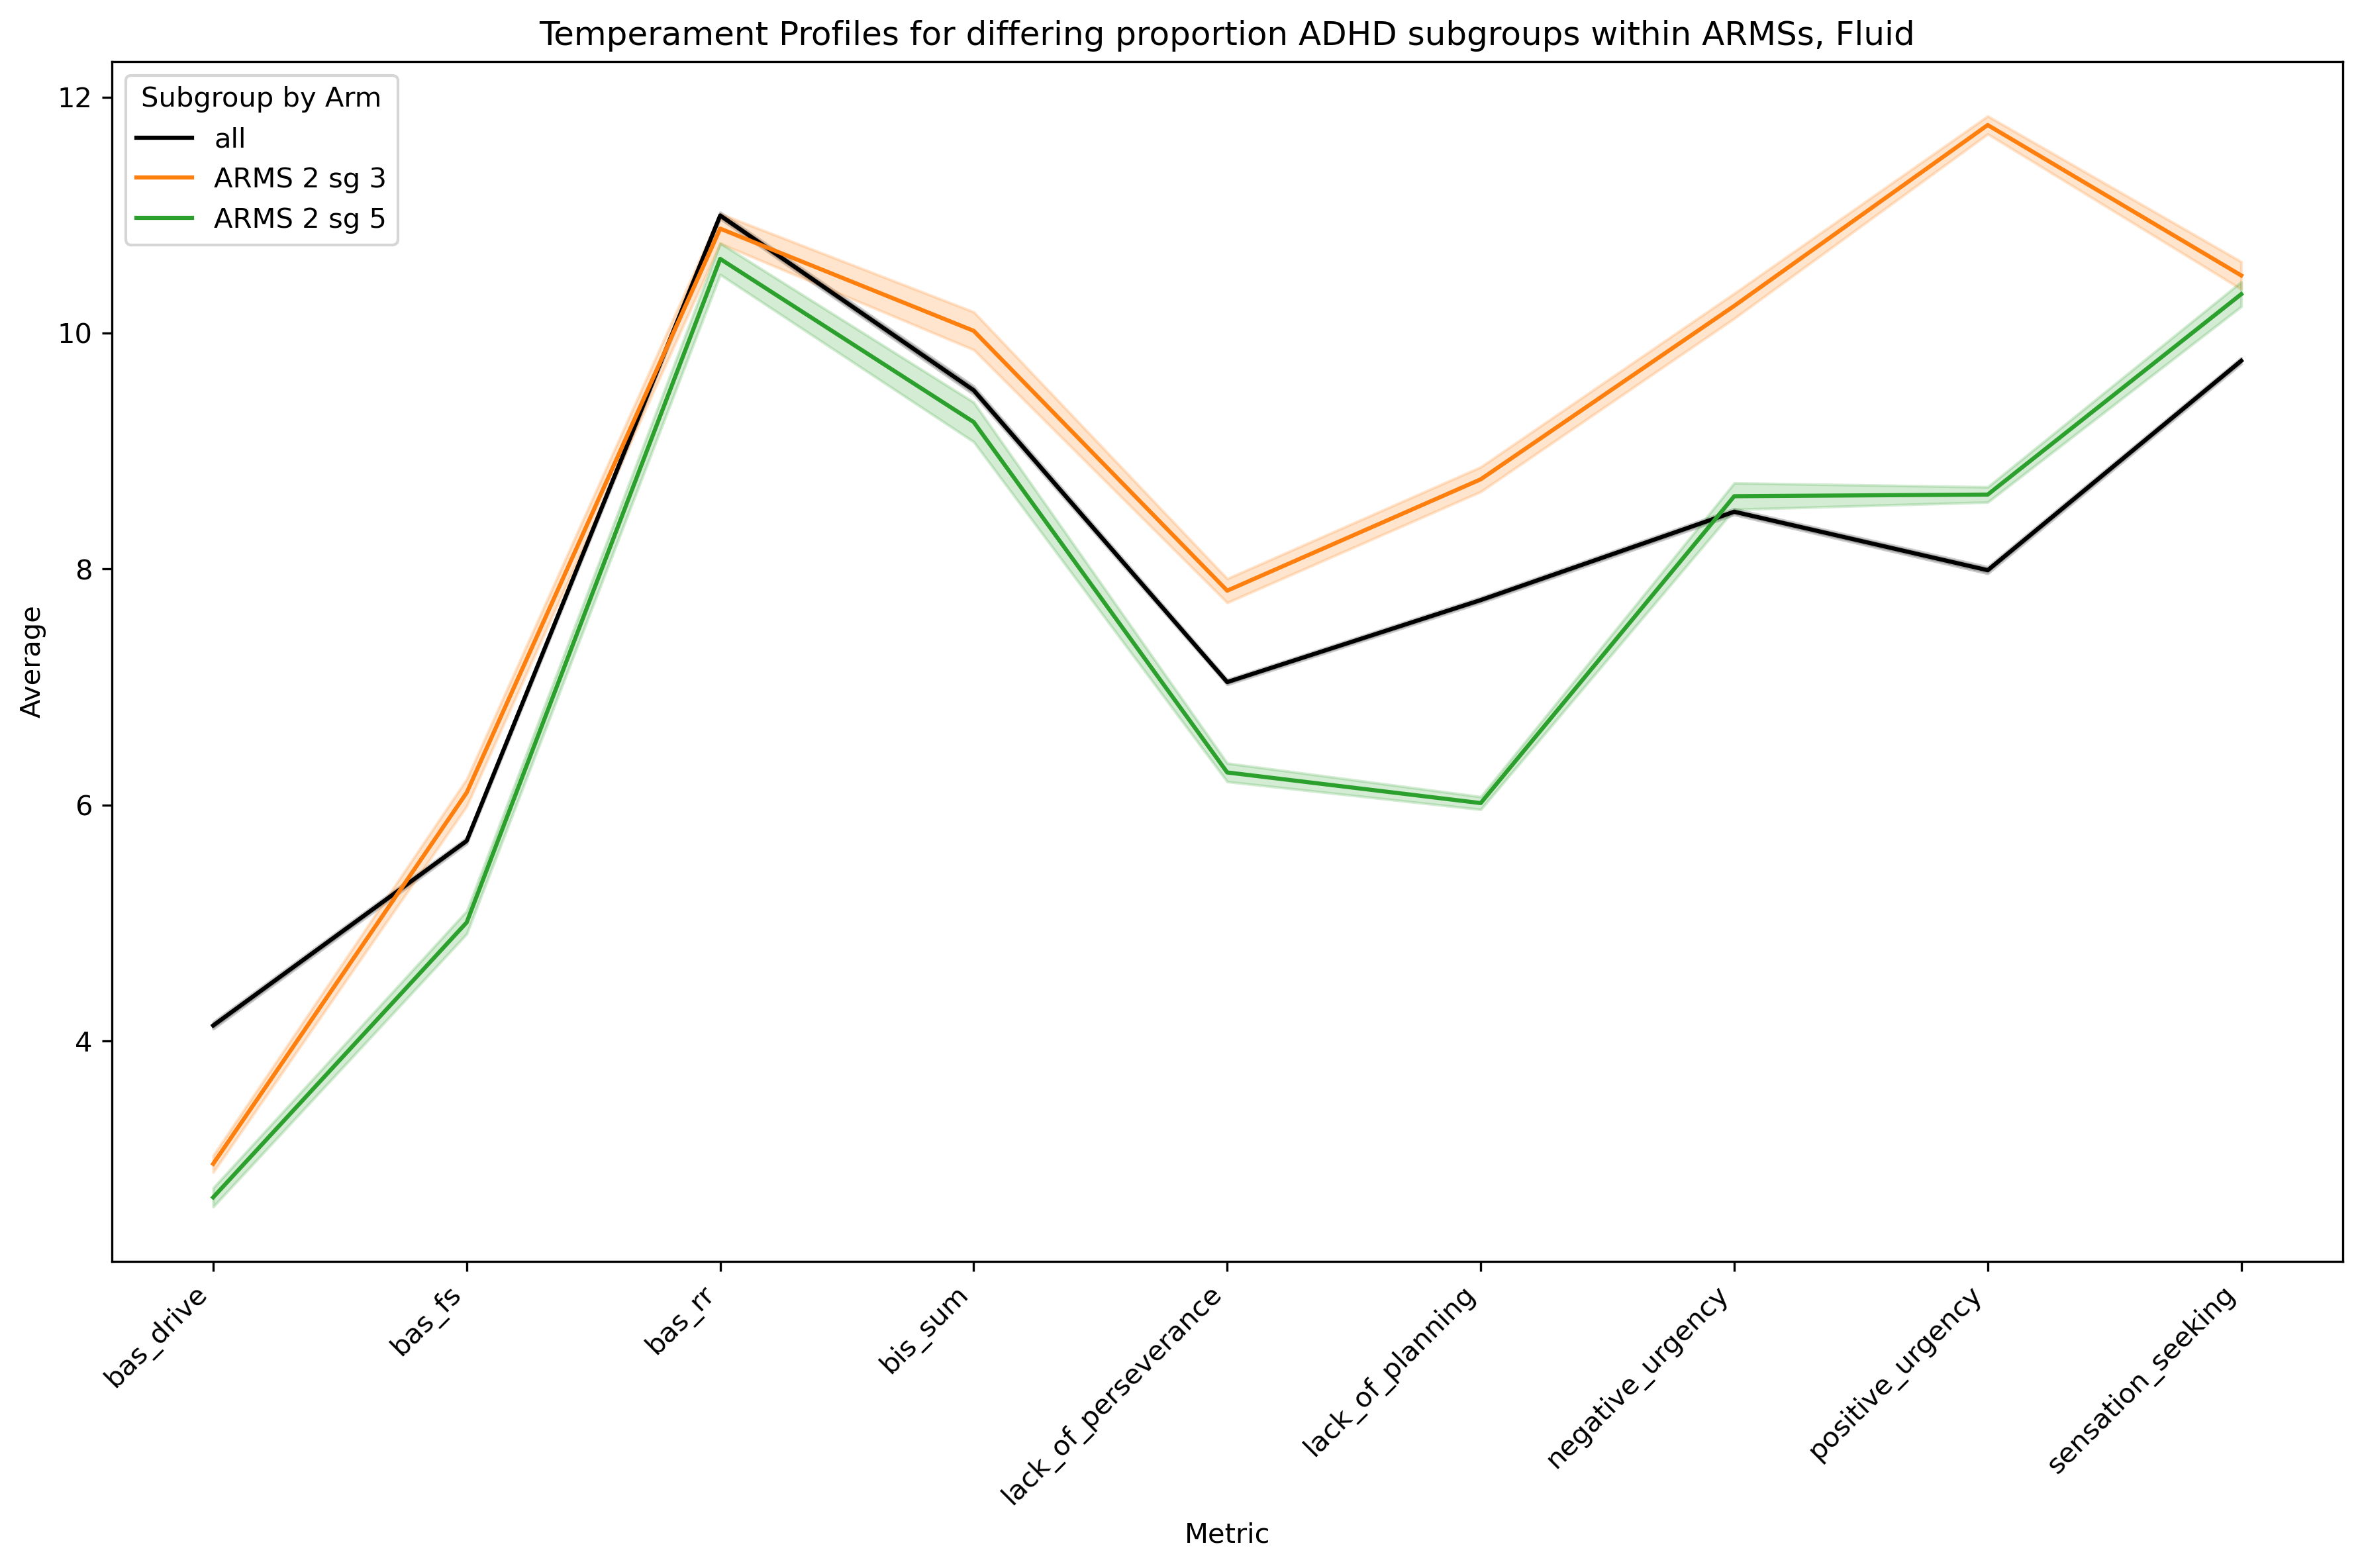 Temperament Profiles for differing proportion ADHD subgroups within ARMSs, Fluid
Subgroup by Arm
all
ARMS 2 sg 3
ARMS 2 sg 5
12
10
8
6
4
Average
bas_drive
bas_fs
bas_rr
bis_sum
lack_of_perseverance
lack_of_planning
negative_urgency
positive_urgency
sensation_seeking
Metric